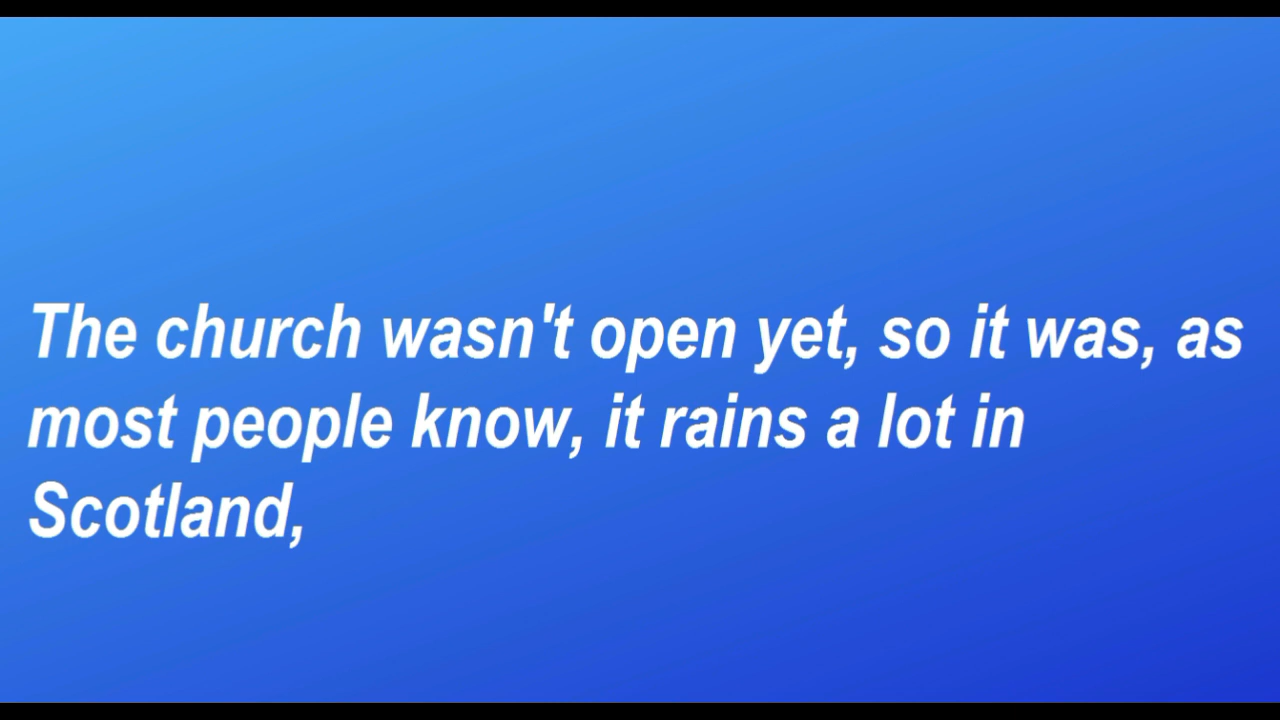 The church wasn't open yet, so it was, as
most people know, it rains a lot in
Scotland,